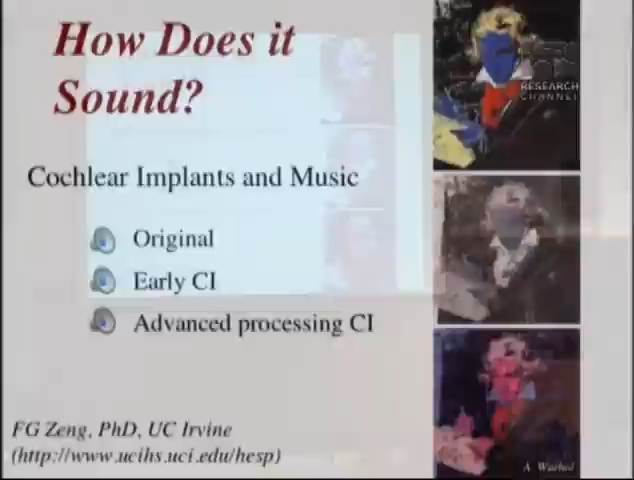 How Does it
Sound?
RESEARCH
CHANNEL
Cochlear Implants and Music
Original
Early CI
Advanced processing CI
FG Zeng, PhD, UC Irvine
(http://www.ucihs.uci.edu/hesp)
A. Warhol